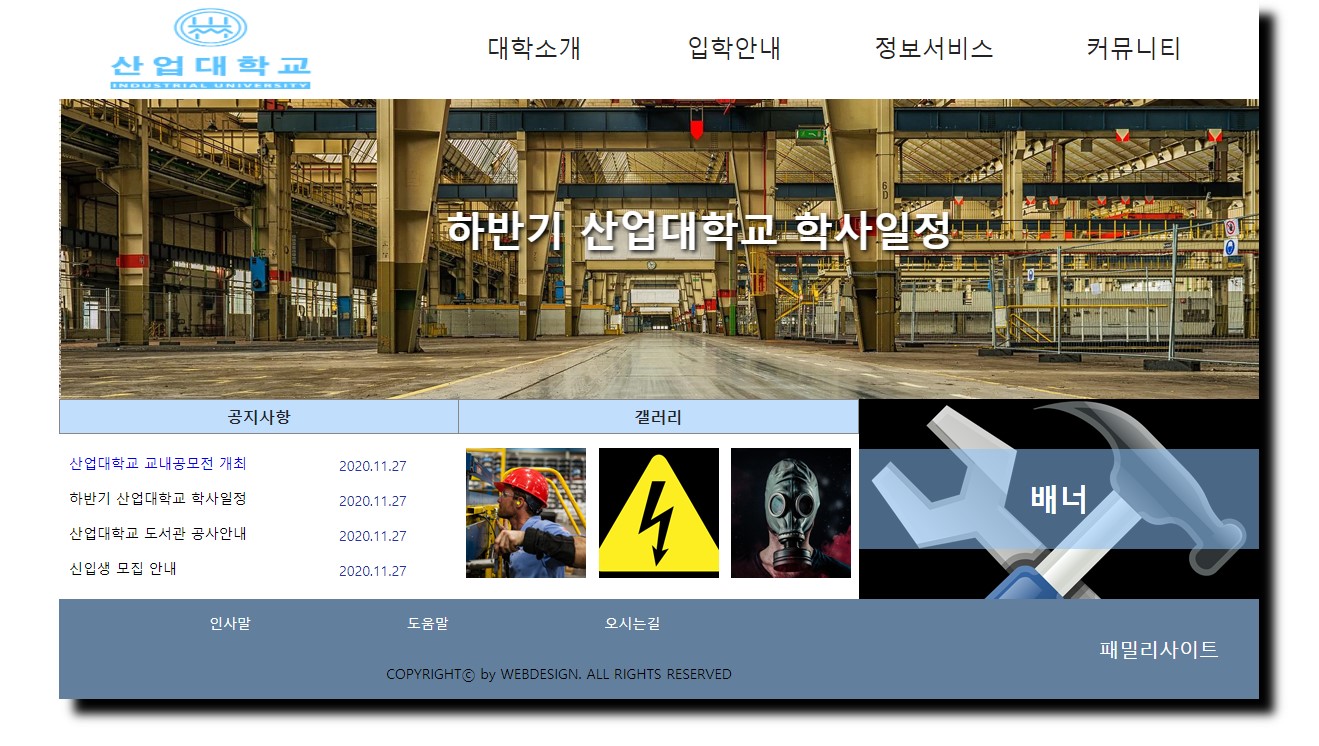 산업대학교
INDUSTRIAL UNIVERSITY
대학소개 입학안내 정보서비스 커뮤니티
6D
하반기 산업대학교 학사일정
공지사항 갤러리
산업대학교 교내공모전 개최 2020.11.27
하반기 산업대학교 학사일정 2020.11.27
산업대학교 도서관 공사안내 2020.11.27
신입생 모집 안내 2020.11.27
배너
인사말 도움말 오시는길
패밀리사이트
COPYRIGHTⓒ by WEBDESIGN. ALL RIGHTS RESERVED